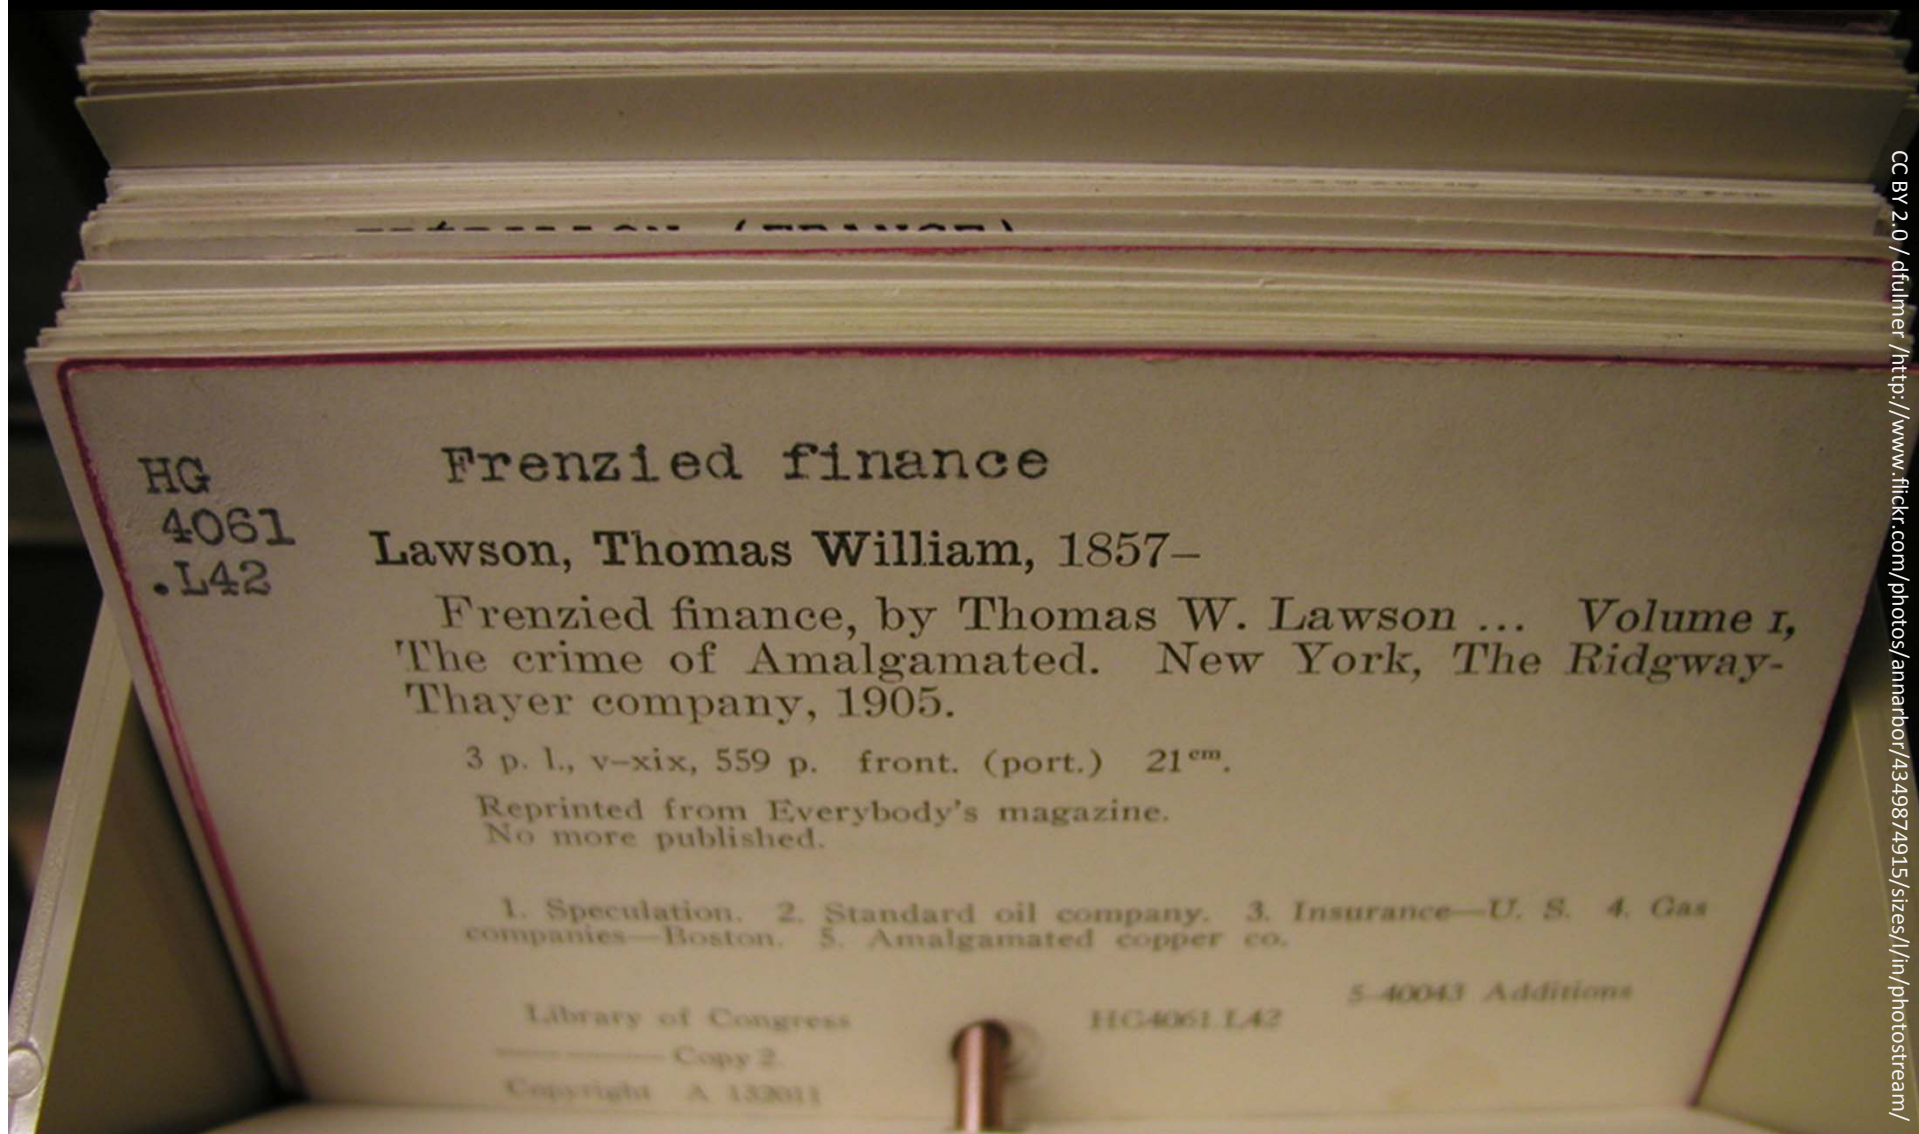 (FRANCE)
Frenzied finance
HG
4061
.L42
Lawson, Thomas William, 1857–
Frenzied finance, by Thomas W. Lawson ... Volume I,
The crime of Amalgamated. New York, The Ridgway-
Thayer company, 1905.
3 p. l., v–xix, 559 p. front. (port.) 21cm.
Reprinted from Everybody's magazine.
No more published.
1. Speculation. 2. Standard oil company. 3. Insurance—U. S. 4. Gas
companies—Boston. 5. Amalgamated copper co.
5–40043 Additions
Library of Congress HG4061.L42
——— Copy 2.
Copyright A 132011
CC BY 2.0 / dfulmer /http://www.flickr.com/photos/annarbor/4349874915/sizes/l/in/photostream/